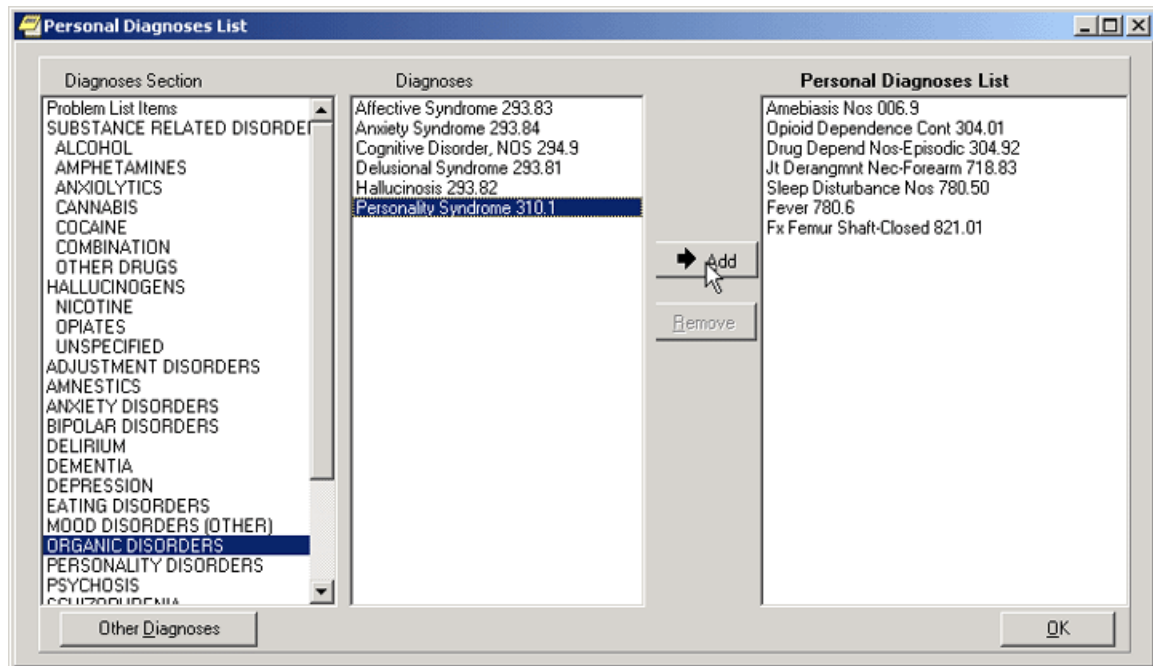 Personal Diagnoses List
Diagnoses Section
Problem List Items
SUBSTANCE RELATED DISORDE
ALCOHOL
AMPHETAMINES
ANXIOLYTICS
CANNABIS
COCAINE
COMBINATION
OTHER DRUGS
HALLUCINOGENS
NICOTINE
OPIATES
UNSPECIFIED
ADJUSTMENT DISORDERS
AMNESTICS
ANXIETY DISORDERS
BIPOLAR DISORDERS
DELIRIUM
DEMENTIA
DEPRESSION
EATING DISORDERS
MOOD DISORDERS (OTHER)
ORGANIC DISORDERS
PERSONALITY DISORDERS
PSYCHOSIS
Other Diagnoses
Diagnoses
Affective Syndrome 293.83
Anxiety Syndrome 293.84
Cognitive Disorder, NOS 294.9
Delusional Syndrome 293.81
Hallucinosis 293.82
Personality Syndrome 310.1
Add
Remove
Personal Diagnoses List
Amebiasis Nos 006.9
Opioid Dependence Cont 304.01
Drug Depend Nos-Episodic 304.92
Jt Derangmnt Nec-Forearm 718.83
Sleep Disturbance Nos 780.50
Fever 780.6
Fx Femur Shaft-Closed 821.01
OK